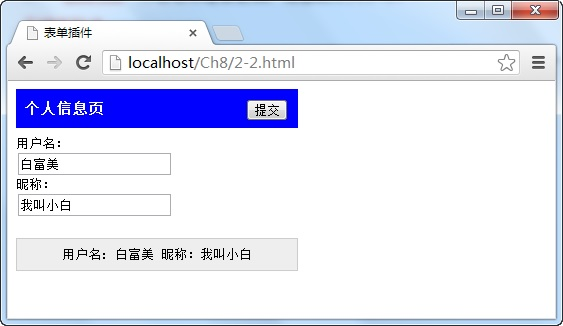 表单插件
localhost/Ch8/2-2.html
个人信息页 提交
用户名：
白富美
昵称：
我叫小白
用户名：白富美 昵称：我叫小白